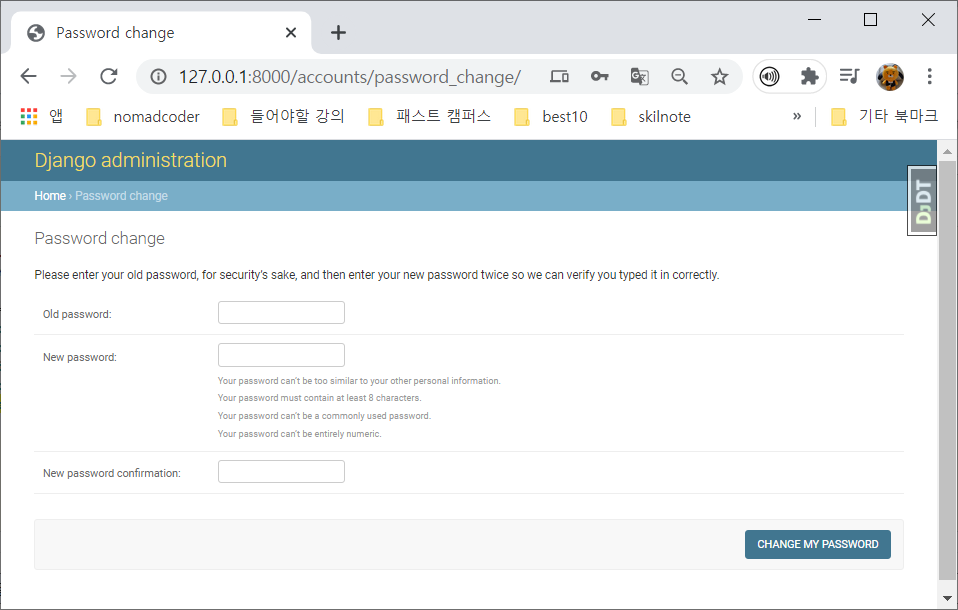 Password change
127.0.0.1:8000/accounts/password_change/
앱 nomadcoder 들어야할 강의 패스트 캠퍼스 best10 skilnote » 기타 북마크
Django administration
Home › Password change
DjDT
Password change
Please enter your old password, for security's sake, and then enter your new password twice so we can verify you typed it in correctly.
Old password:
New password:
Your password can't be too similar to your other personal information.
Your password must contain at least 8 characters.
Your password can't be a commonly used password.
Your password can't be entirely numeric.
New password confirmation:
CHANGE MY PASSWORD